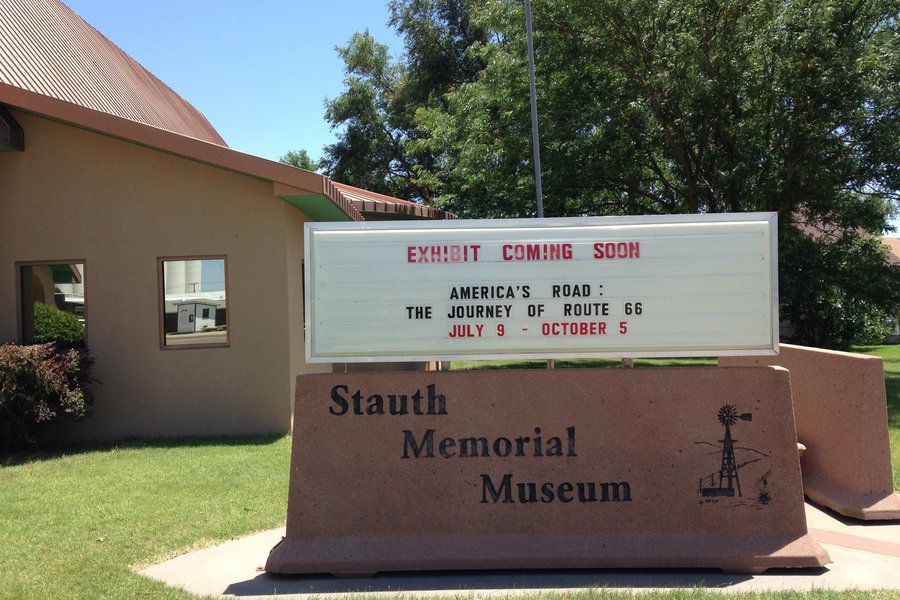 EXHIBIT COMING SOON
AMERICA'S ROAD:
THE JOURNEY OF ROUTE 66
JULY 9 - OCTOBER 5
Stauth
Memorial
Museum